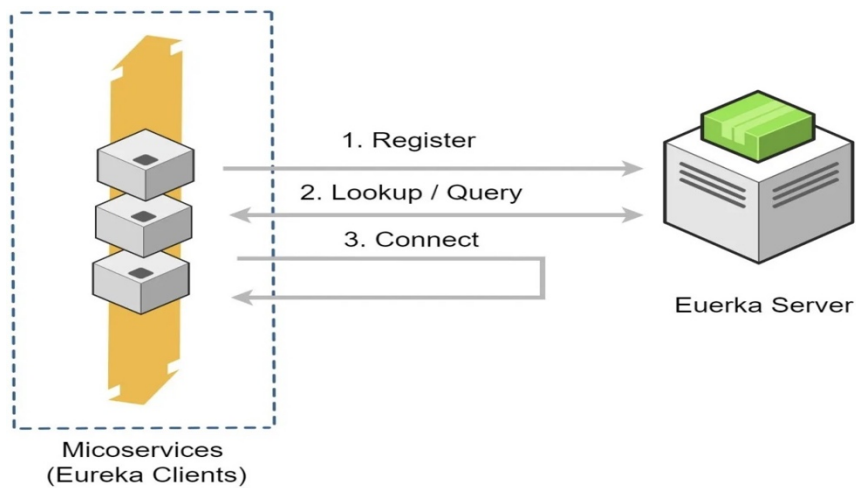 1. Register
2. Lookup / Query
3. Connect
Euerka Server
Micoservices
(Eureka Clients)